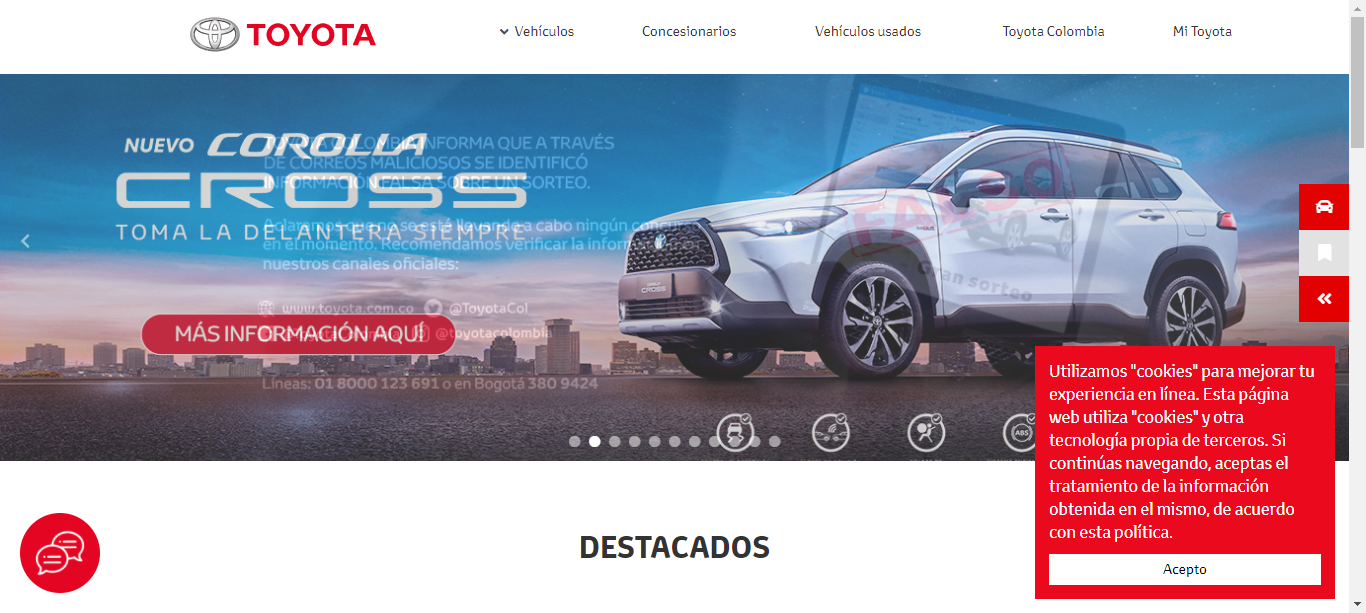 TOYOTA
Vehículos
Concesionarios
Vehículos usados
Toyota Colombia
Mi Toyota
NUEVO COROLLA
CROSS
TOMA LA DELANTERA SIEMPRE
MÁS INFORMACIÓN AQUÍ
TOYOTA COLOMBIA INFORMA QUE A TRAVÉS
DE CORREOS MALICIOSOS SE IDENTIFICÓ
INFORMACIÓN FALSA SOBRE UN SORTEO.
Aclaramos que no se está llevando a cabo ningún concurso
en el momento. Recomendamos verificar la información por
nuestros canales oficiales:
www.toyota.com.co @ToyotaCol
@toyotacolombia
Líneas: 01 8000 123 691 o en Bogotá 380 9424
FALSO
Gran sorteo
CROSS
ABS
Utilizamos "cookies" para mejorar tu
experiencia en línea. Esta página
web utiliza "cookies" y otra
tecnología propia de terceros. Si
continúas navegando, aceptas el
tratamiento de la información
obtenida en el mismo, de acuerdo
con esta política.
Acepto
DESTACADOS